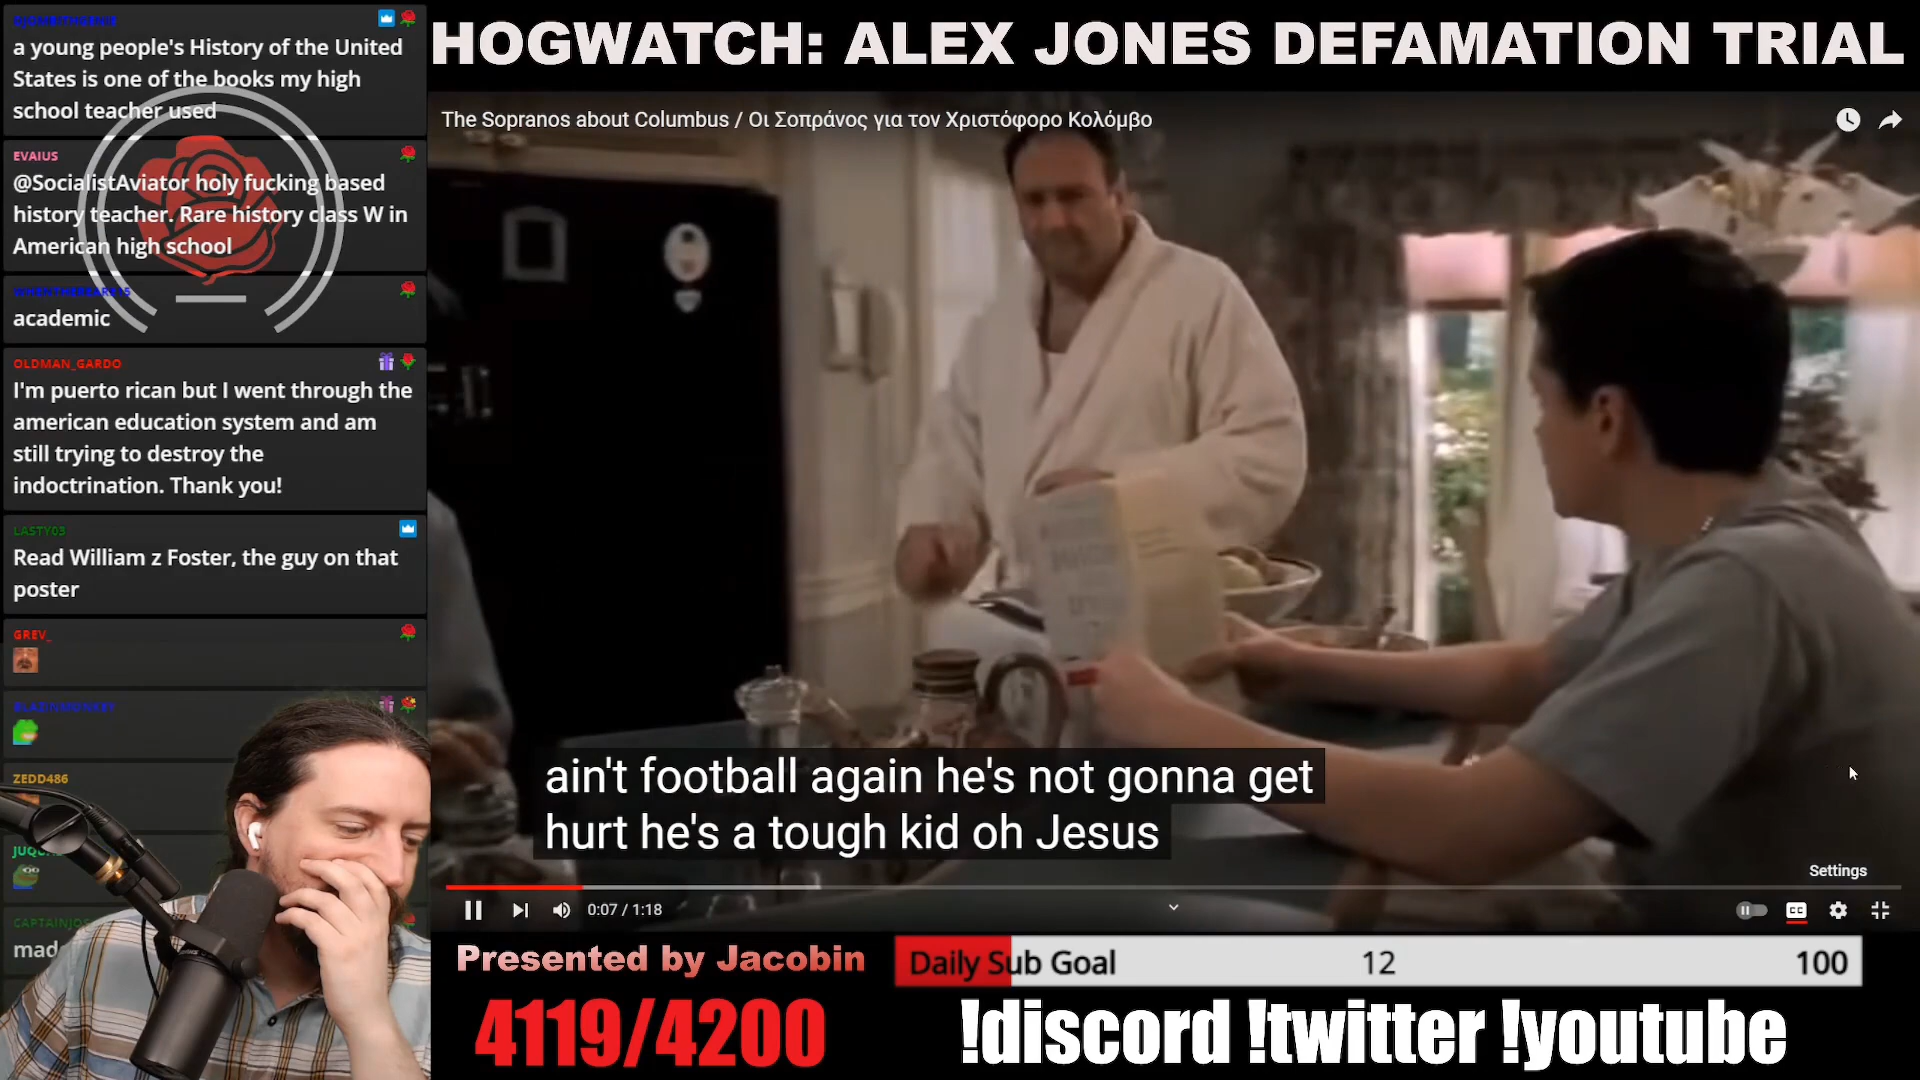 HOGWATCH: ALEX JONES DEFAMATION TRIAL
a young people's History of the United
States is one of the books my high
school teacher used
EVAIUS
@SocialistAviator holy fucking based
history teacher. Rare history class W in
American high school
academic
OLDMAN_GARDO
I'm puerto rican but I went through the
american education system and am
still trying to destroy the
indoctrination. Thank you!
LASTY03
Read William z Foster, the guy on that
poster
GREV_
ZEDD486
The Sopranos about Columbus / Οι Σοπράνος για τον Χριστόφορο Κολόμβο
ain't football again he's not gonna get
hurt he's a tough kid oh Jesus
Settings
0:07 / 1:18
CC
Presented by Jacobin
Daily Sub Goal 12 100
4119/4200
!discord !twitter !youtube